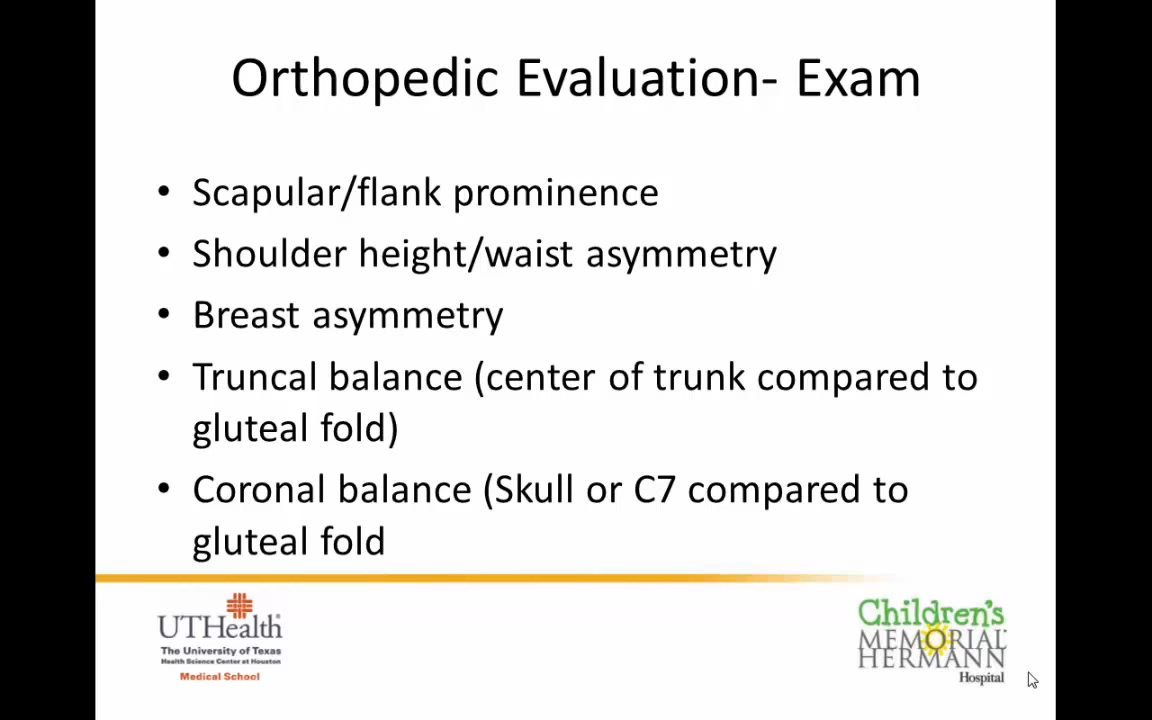 Orthopedic Evaluation- Exam
• Scapular/flank prominence
• Shoulder height/waist asymmetry
• Breast asymmetry
• Truncal balance (center of trunk compared to
gluteal fold)
• Coronal balance (Skull or C7 compared to
gluteal fold
UTHealth
The University of Texas
Health Science Center at Houston
Medical School
Children's
MEMORIAL
HERMANN
Hospital